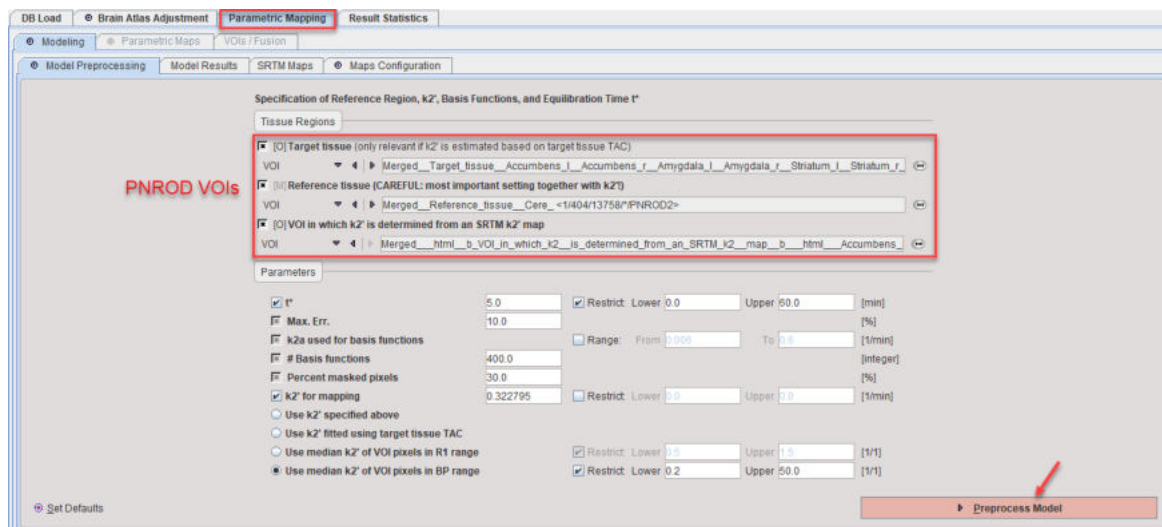 DB Load Brain Atlas Adjustment Parametric Mapping Result Statistics
Modeling Parametric Maps VOIs / Fusion
Model Preprocessing Model Results SRTM Maps Maps Configuration
Specification of Reference Region, k2', Basis Functions, and Equilibration Time t*
Tissue Regions
[O] Target tissue (only relevant if k2' is estimated based on target tissue TAC)
VOI Merged__Target_tissue__Accumbens_l__Accumbens_r__Amygdala_l__Amygdala_r__Striatum_l__Striatum_r_
PNROD VOIs
[M] Reference tissue (CAREFUL: most important setting together with k2'!)
VOI Merged__Reference_tissue__Cere_ <1/404/13758/*/PNROD2>
[O] VOI in which k2' is determined from an SRTM k2' map
VOI Merged___html__b_VOI_in_which_k2__is_determined_from_an_SRTM_k2__map__b___html___Accumbens_
Parameters
t* 5.0 Restrict: Lower 0.0 Upper 60.0 [min]
Max. Err. 10.0 [%]
k2a used for basis functions Range: From 0.006 To 0.6 [1/min]
# Basis functions 400.0 [integer]
Percent masked pixels 30.0 [%]
k2' for mapping 0.322795 Restrict: Lower 0.0 Upper 0.0 [1/min]
Use k2' specified above
Use k2' fitted using target tissue TAC
Use median k2' of VOI pixels in R1 range Restrict: Lower 0.5 Upper 1.5 [1/1]
Use median k2' of VOI pixels in BP range Restrict: Lower 0.2 Upper 50.0 [1/1]
Set Defaults Preprocess Model